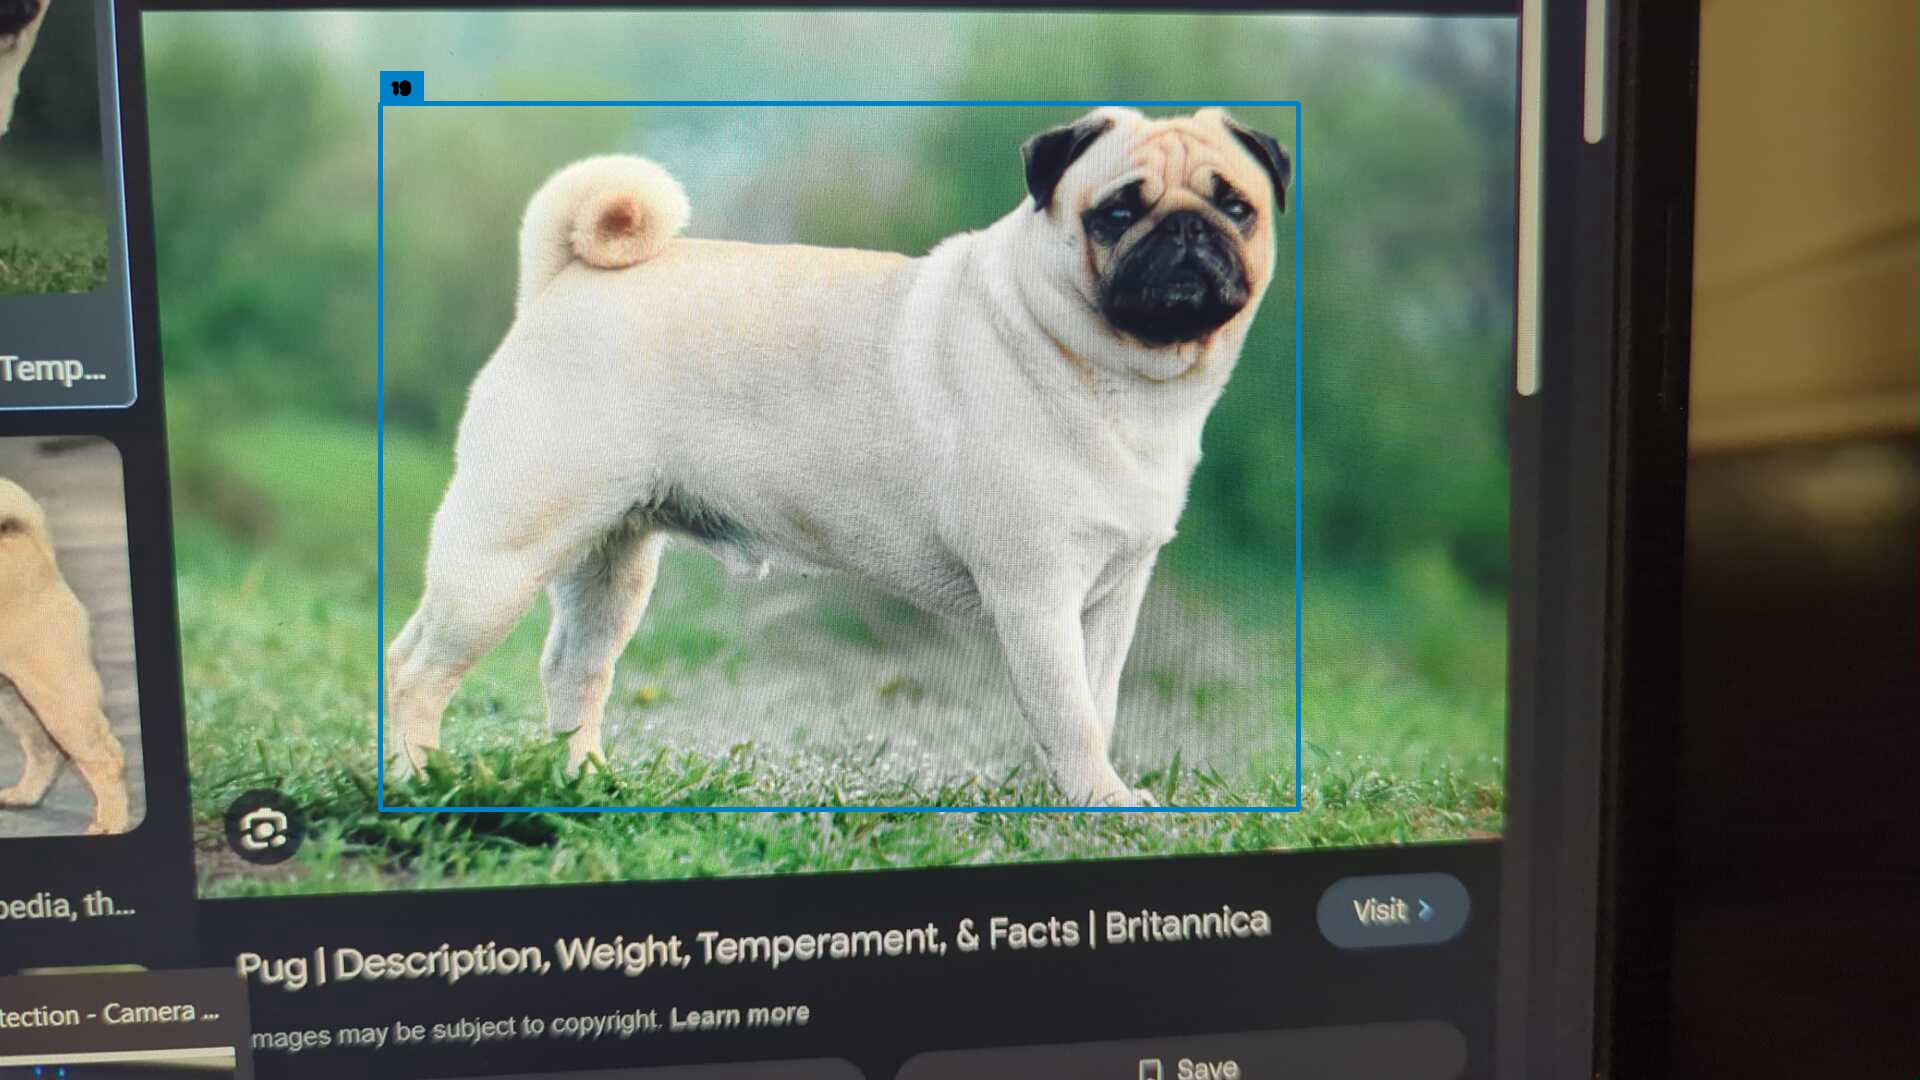 19
Temp...
pedia, th...
Pug | Description, Weight, Temperament, & Facts | Britannica
Visit >
tection - Camera ...
mages may be subject to copyright. Learn more
Save